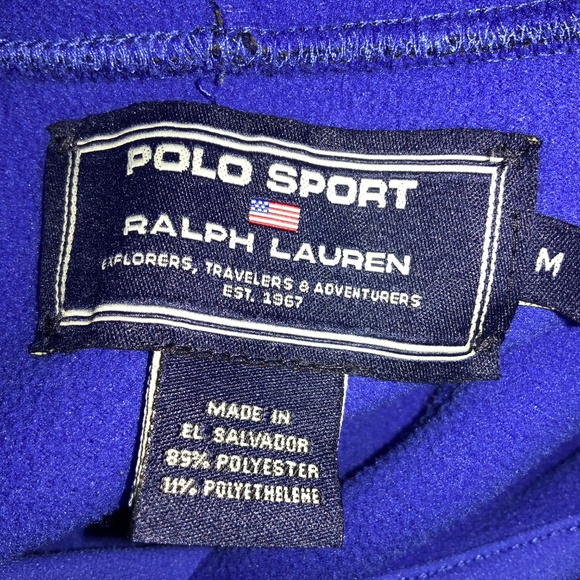 POLO SPORT
RALPH LAUREN
EXPLORERS, TRAVELERS & ADVENTURERS
EST. 1967
M
MADE IN
EL SALVADOR
89% POLYESTER
11% POLYETHELENE